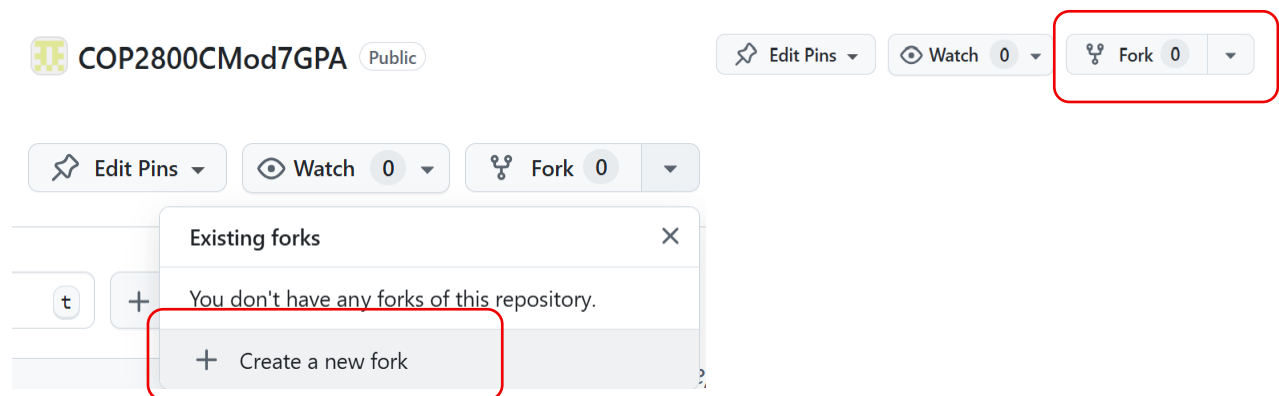 COP2800CMod7GPA Public Edit Pins Watch 0 Fork 0
Edit Pins Watch 0 Fork 0
Existing forks
t You don't have any forks of this repository.
Create a new fork